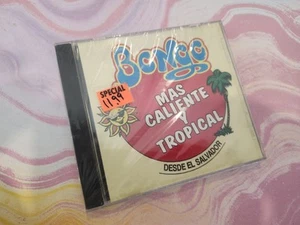 Bongo
SPECIAL
11.99
MAS
CALIENTE
Y
TROPICAL
DESDE EL SALVADOR